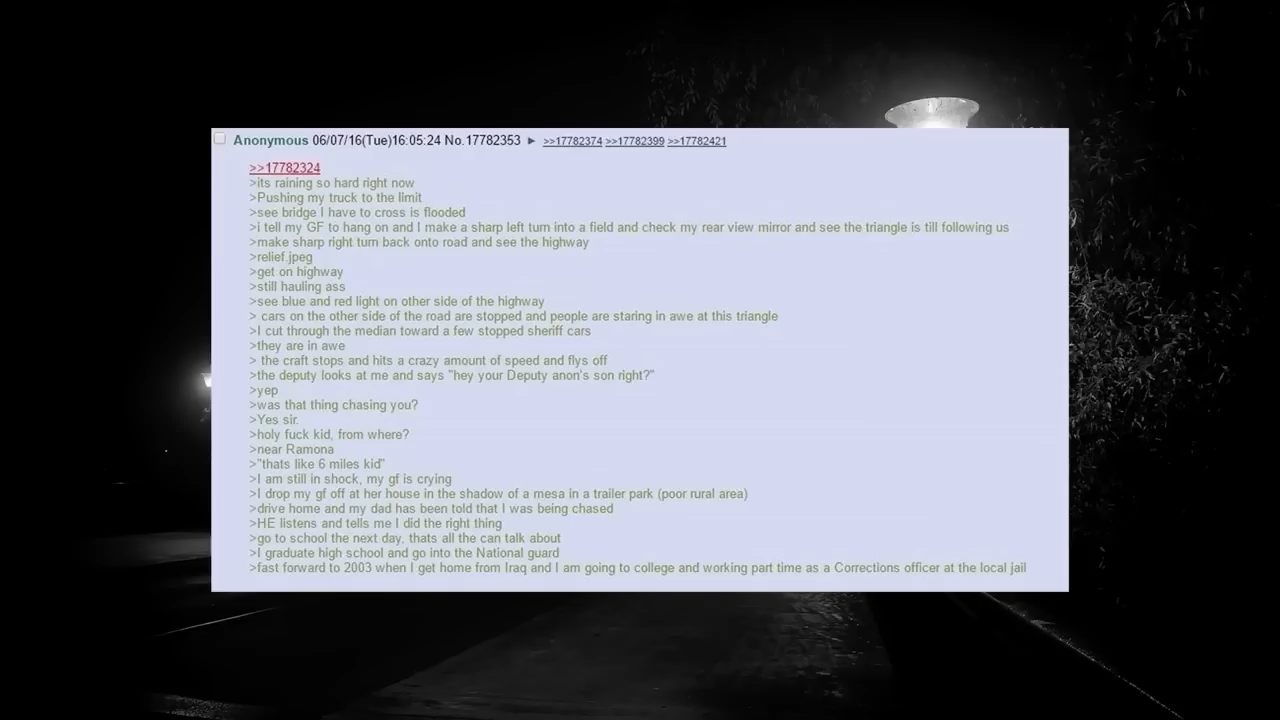 Anonymous 06/07/16(Tue)16:05:24 No.17782353 ► >>17782374 >>17782399 >>17782421
>>17782324
>its raining so hard right now
>Pushing my truck to the limit
>see bridge I have to cross is flooded
>i tell my GF to hang on and I make a sharp left turn into a field and check my rear view mirror and see the triangle is till following us
>make sharp right turn back onto road and see the highway
>relief.jpeg
>get on highway
>still hauling ass
>see blue and red light on other side of the highway
> cars on the other side of the road are stopped and people are staring in awe at this triangle
>I cut through the median toward a few stopped sheriff cars
>they are in awe
> the craft stops and hits a crazy amount of speed and flys off
>the deputy looks at me and says "hey your Deputy anon's son right?"
>yep
>was that thing chasing you?
>Yes sir.
>holy fuck kid, from where?
>near Ramona
>"thats like 6 miles kid"
>I am still in shock, my gf is crying
>I drop my gf off at her house in the shadow of a mesa in a trailer park (poor rural area)
>drive home and my dad has been told that I was being chased
>HE listens and tells me I did the right thing
>go to school the next day, thats all the can talk about
>I graduate high school and go into the National guard
>fast forward to 2003 when I get home from Iraq and I am going to college and working part time as a Corrections officer at the local jail